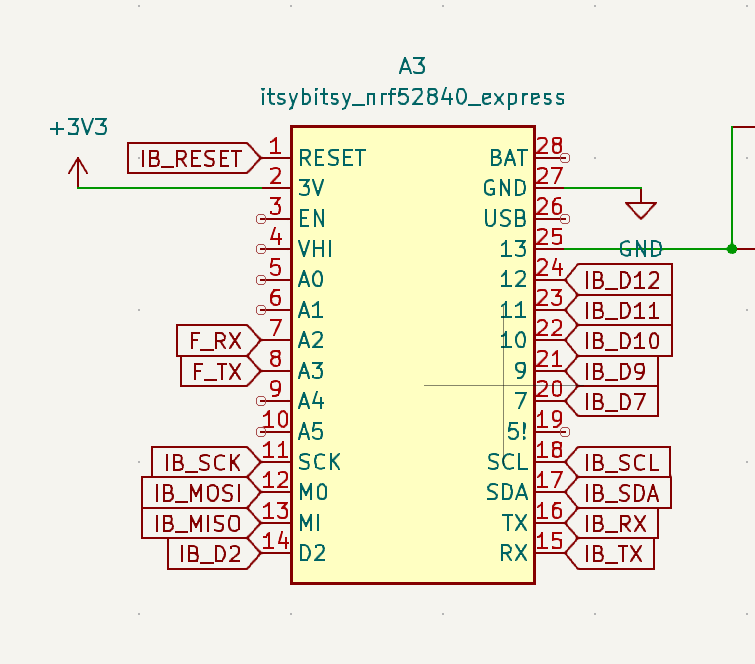 A3
itsybitsy_nrf52840_express
+3V3
IB_RESET 1 RESET BAT 28
2 3V GND 27
3 EN USB 26
4 VHI 13 25 GND
5 A0 12 24 IB_D12
6 A1 11 23 IB_D11
F_RX 7 A2 10 22 IB_D10
F_TX 8 A3 9 21 IB_D9
9 A4 7 20 IB_D7
10 A5 5! 19
IB_SCK 11 SCK SCL 18 IB_SCL
IB_MOSI 12 MO SDA 17 IB_SDA
IB_MISO 13 MI TX 16 IB_RX
IB_D2 14 D2 RX 15 IB_TX